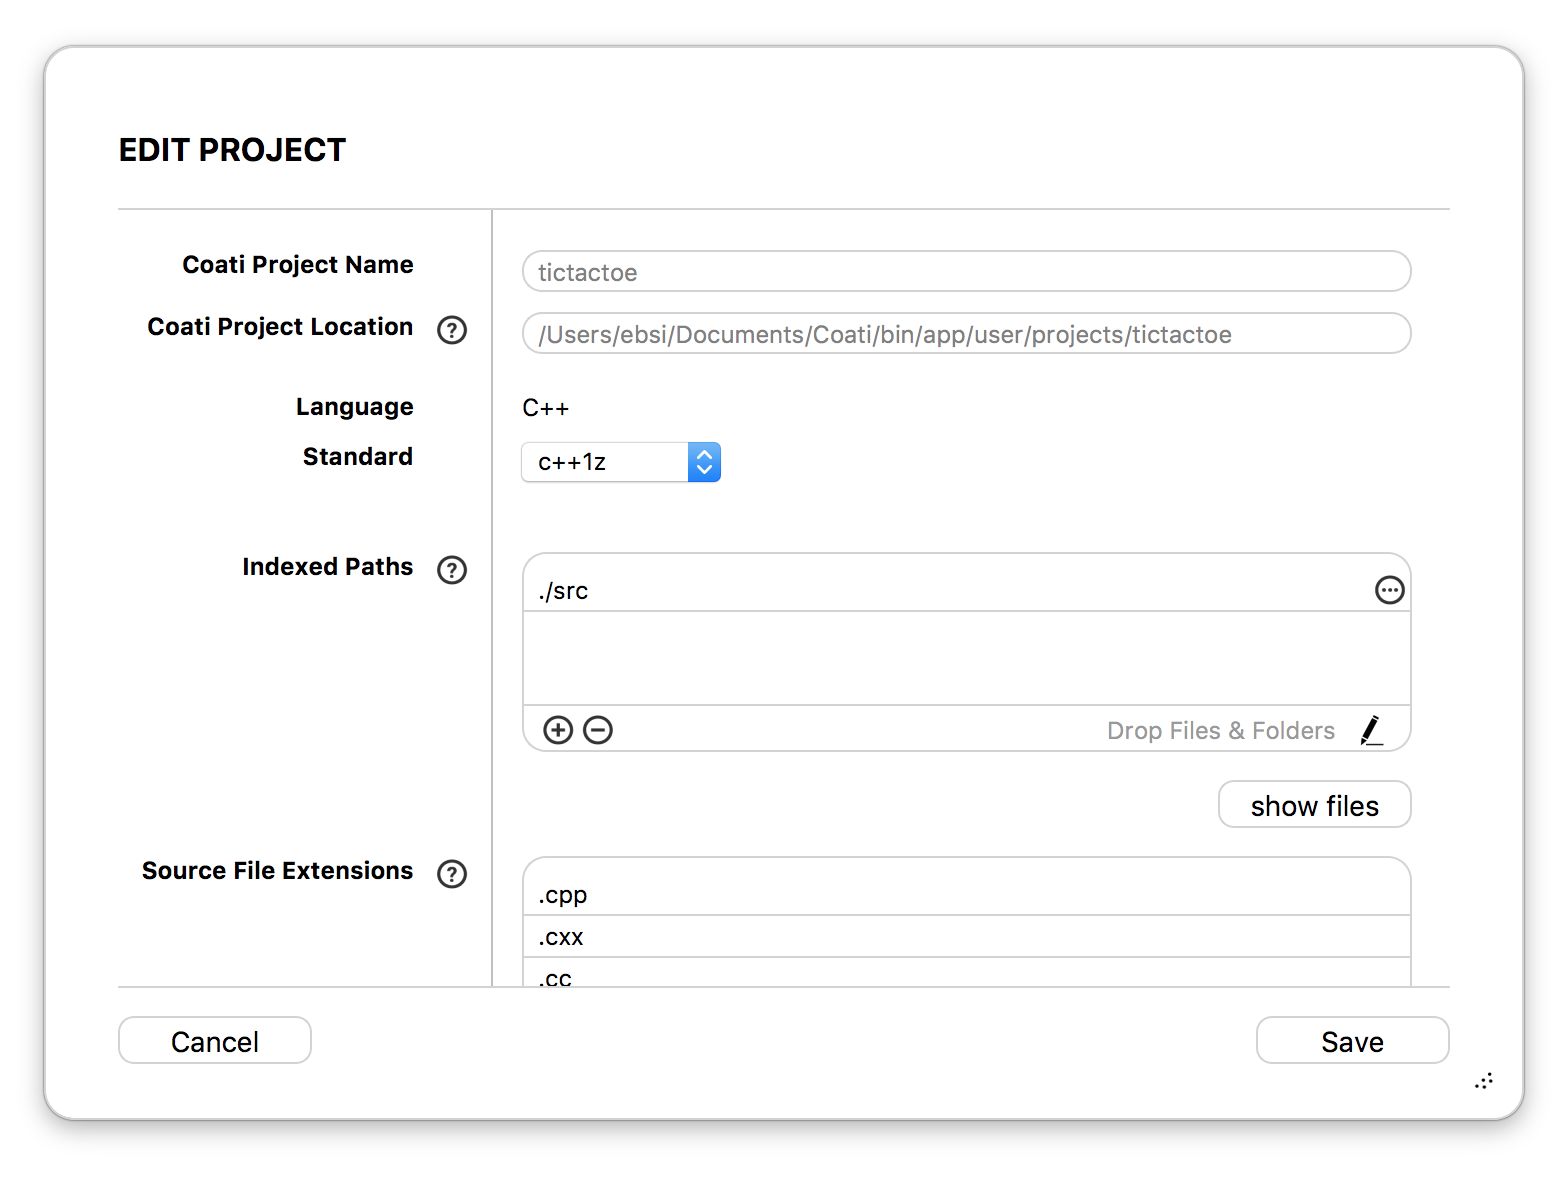 EDIT PROJECT
Coati Project Name
tictactoe
Coati Project Location ?
/Users/ebsi/Documents/Coati/bin/app/user/projects/tictactoe
Language
C++
Standard
c++1z
Indexed Paths ?
./src
Drop Files & Folders
show files
Source File Extensions ?
.cpp
.cxx
.cc
Cancel
Save